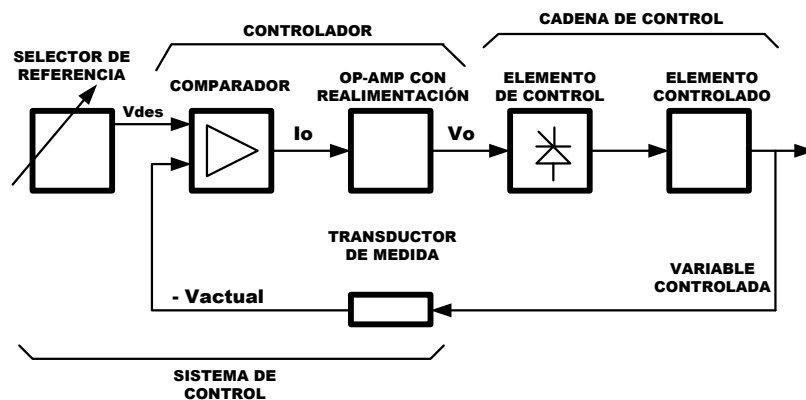 CADENA DE CONTROL
CONTROLADOR
SELECTOR DE
REFERENCIA
COMPARADOR
OP-AMP CON
REALIMENTACIÓN
ELEMENTO
DE CONTROL
ELEMENTO
CONTROLADO
Vdes
Io
Vo
TRANSDUCTOR
DE MEDIDA
VARIABLE
CONTROLADA
- Vactual
SISTEMA DE
CONTROL